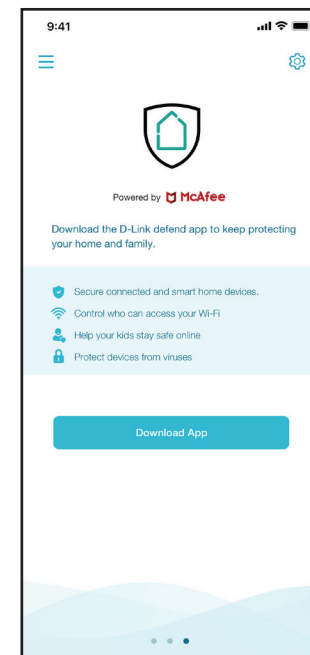 9:41
Powered by McAfee
Download the D-Link defend app to keep protecting
your home and family.
Secure connected and smart home devices.
Control who can access your Wi-Fi
Help your kids stay safe online
Protect devices from viruses
Download App